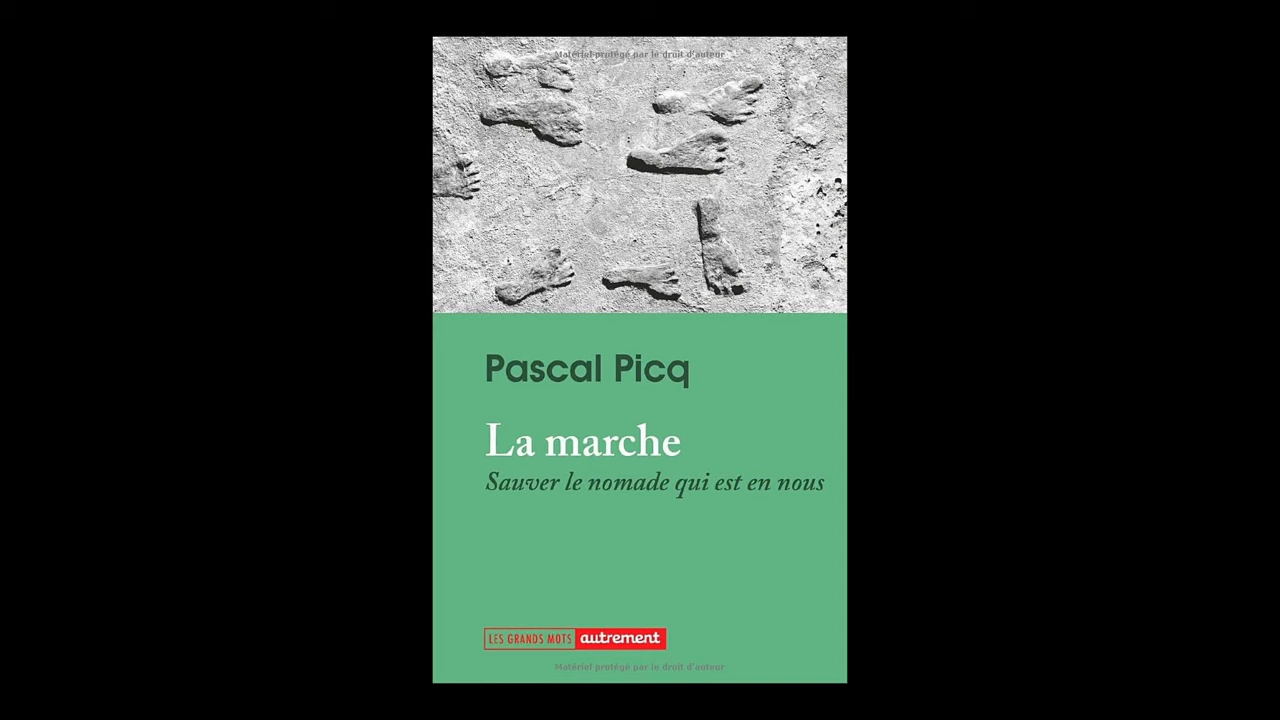 Matériel protégé par le droit d'auteur
Pascal Picq
La marche
Sauver le nomade qui est en nous
LES GRANDS MOTS autrement
Matériel protégé par le droit d'auteur